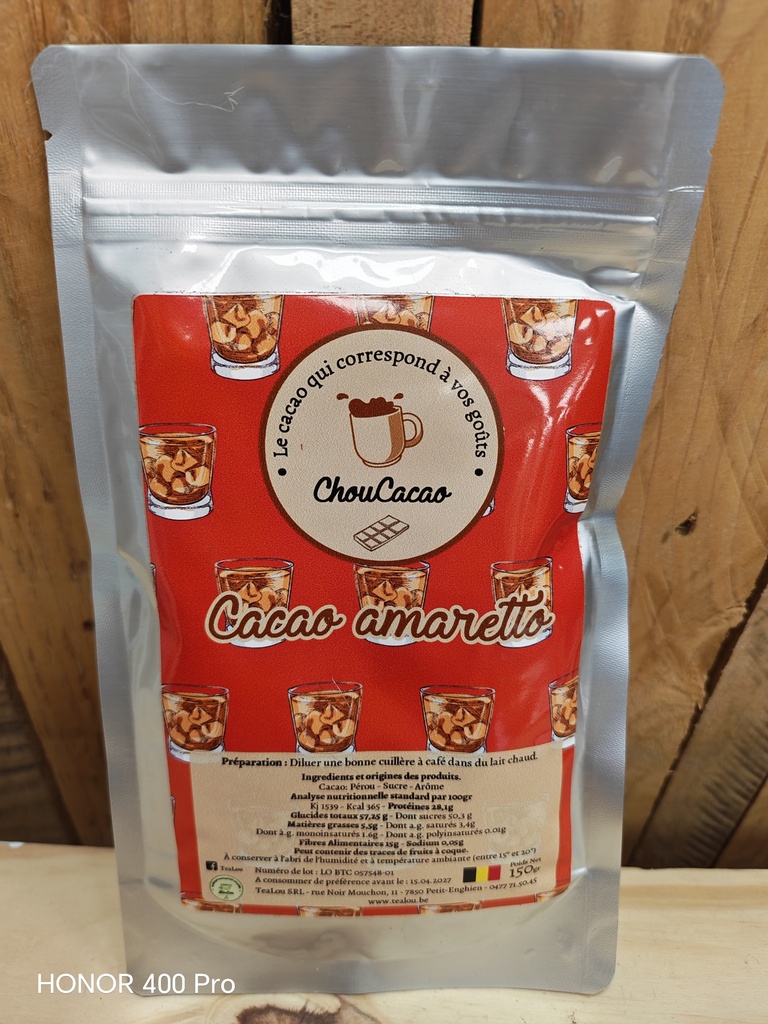 Le cacao qui correspond à vos goûts
ChouCacao
Cacao amaretto
Préparation : Diluer une bonne cuillère à café dans du lait chaud.
Ingredients et origines des produits.
Cacao: Pérou - Sucre - Arôme
Analyse nutritionnelle standard par 100gr
Kj 1539 - Kcal 365 - Protéines 28,1g
Glucides totaux 57,25 g - Dont sucres 50,3 g
Matières grasses 5,5g - Dont a.g. saturés 3,4g
Dont à.g. monoinsaturés 1.6g - Dont a.g. polyinsaturés 0.01g
Fibres Alimentaires 15g - Sodium 0,05g
Peut contenir des traces de fruits à coque.
À conserver à l'abri de l'humidité et à température ambiante (entre 15° et 20°)
TeaLou
Numéro de lot : LO BTC 057548-01
Poids Net
150gr
A consommer de préférence avant le : 15.04.2027
TeaLou SRL - rue Noir Mouchon, 11 - 7850 Petit-Enghien - 0477 71.50.45
www.tealou.be
HONOR 400 Pro